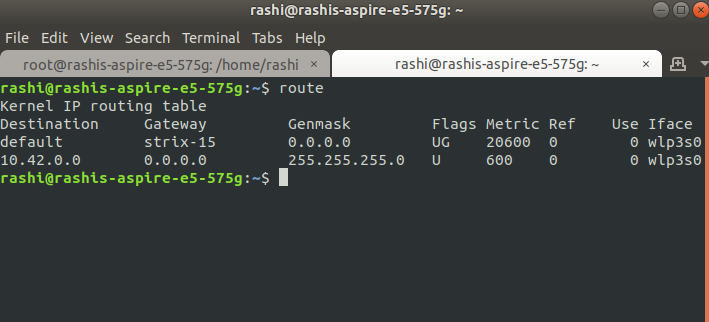 rashi@rashis-aspire-e5-575g: ~
File Edit View Search Terminal Tabs Help
root@rashis-aspire-e5-575g: /home/rashi × rashi@rashis-aspire-e5-575g: ~ ×
rashi@rashis-aspire-e5-575g:~$ route
Kernel IP routing table
Destination Gateway Genmask Flags Metric Ref Use Iface
default strix-15 0.0.0.0 UG 20600 0 0 wlp3s0
10.42.0.0 0.0.0.0 255.255.255.0 U 600 0 0 wlp3s0
rashi@rashis-aspire-e5-575g:~$